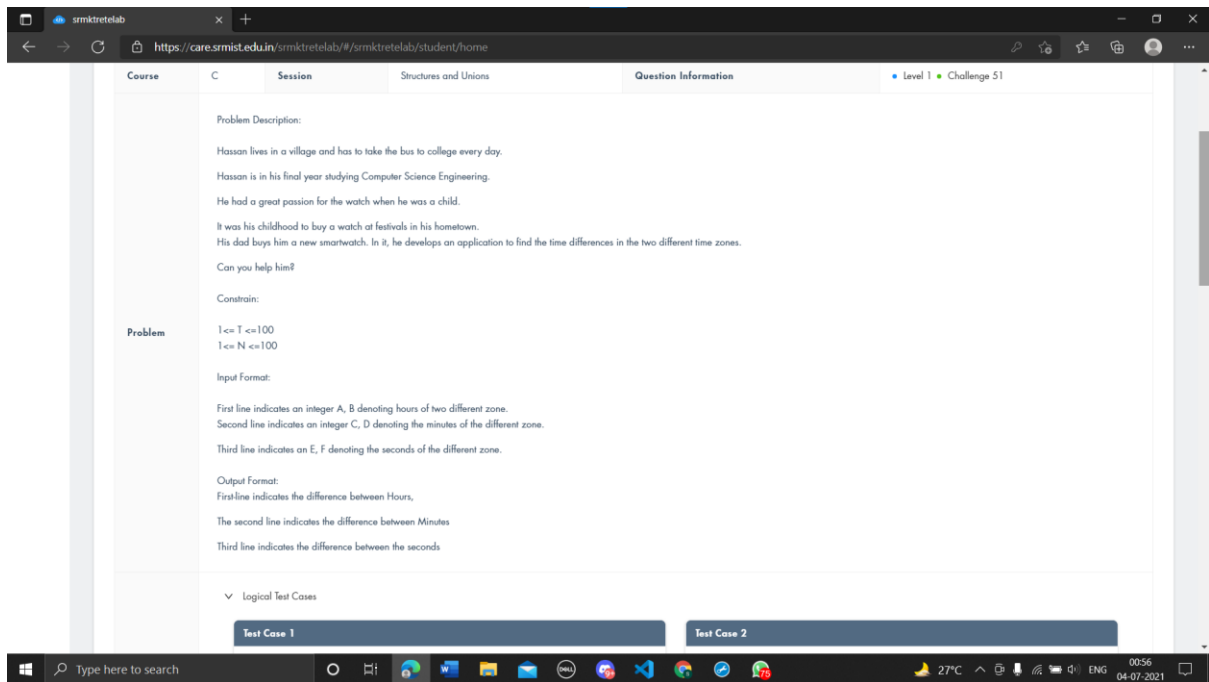 srmktretelab
https://care.srmist.edu.in/srmktretelab/#/srmktretelab/student/home
Course C Session Structures and Unions Question Information Level 1 Challenge 51
Problem
Problem Description:
Hassan lives in a village and has to take the bus to college every day.
Hassan is in his final year studying Computer Science Engineering.
He had a great passion for the watch when he was a child.
It was his childhood to buy a watch at festivals in his hometown.
His dad buys him a new smartwatch. In it, he develops an application to find the time differences in the two different time zones.
Can you help him?
Constrain:
1<= T <=100
1<= N <=100
Input Format:
First line indicates an integer A, B denoting hours of two different zone.
Second line indicates an integer C, D denoting the minutes of the different zone.
Third line indicates an E, F denoting the seconds of the different zone.
Output Format:
First-line indicates the difference between Hours,
The second line indicates the difference between Minutes
Third line indicates the difference between the seconds
Logical Test Cases
Test Case 1 Test Case 2
Type here to search
DELL
75
27°C ENG
00:56
04-07-2021